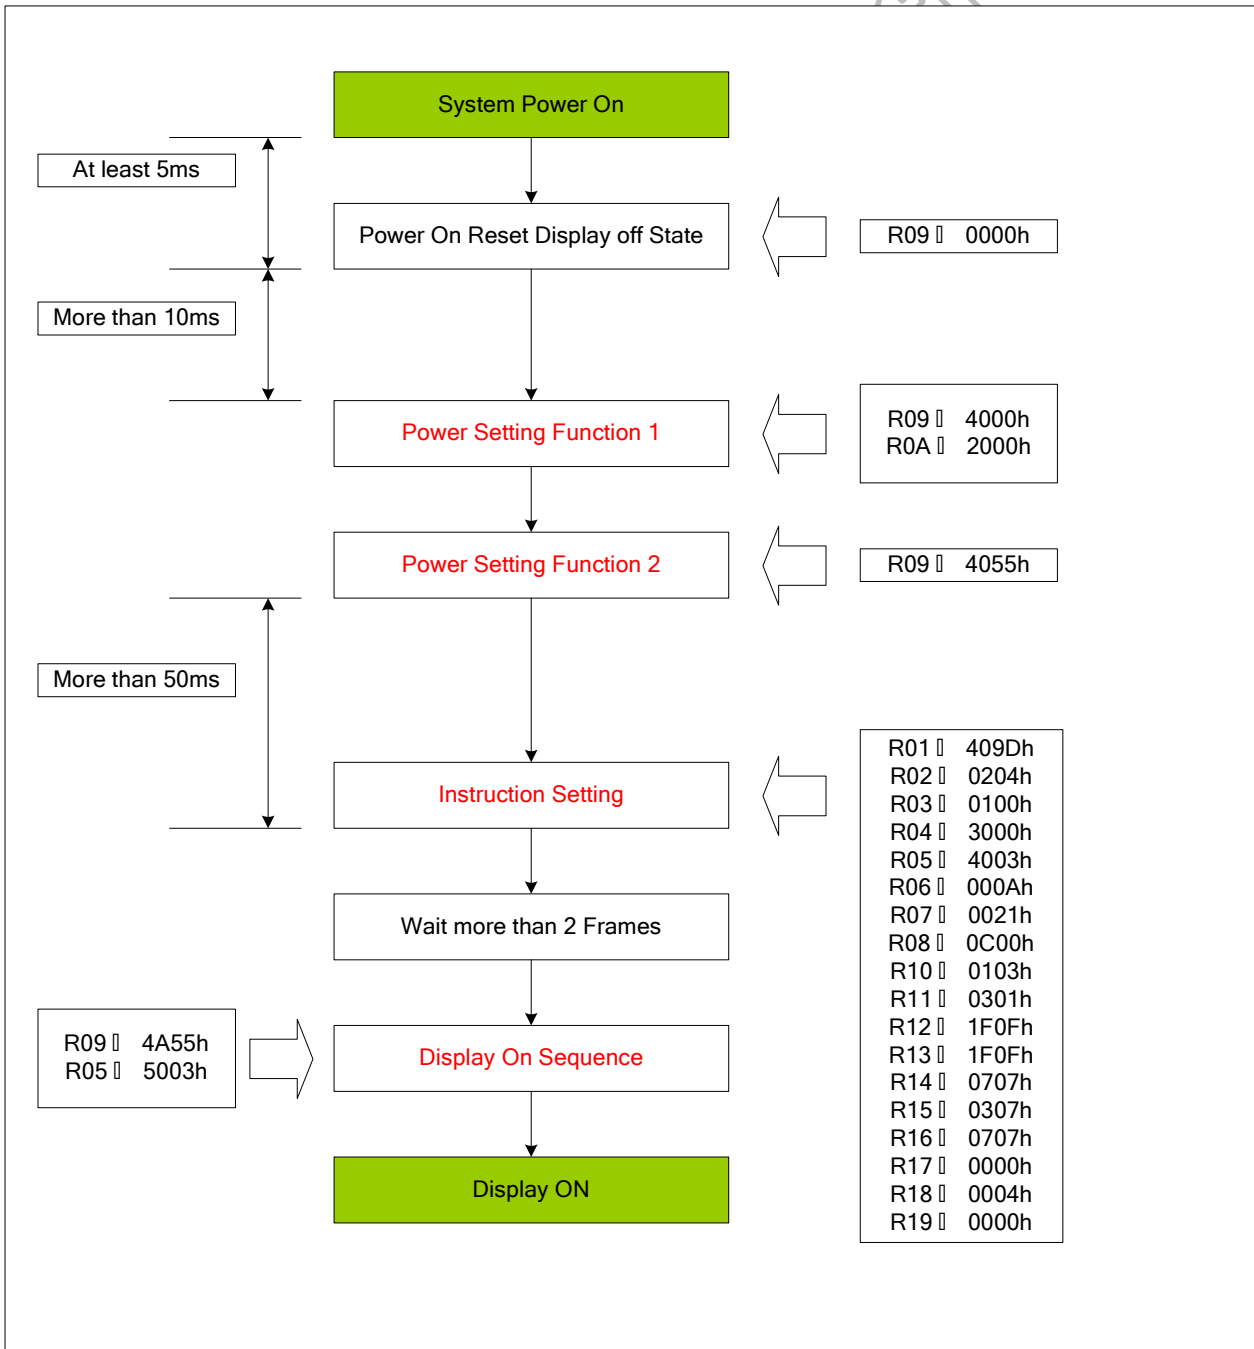 System Power On
At least 5ms
Power On Reset Display off State
R09 ▯ 0000h
More than 10ms
Power Setting Function 1
R09 ▯ 4000h
R0A ▯ 2000h
Power Setting Function 2
R09 ▯ 4055h
More than 50ms
Instruction Setting
R01 ▯ 409Dh
R02 ▯ 0204h
R03 ▯ 0100h
R04 ▯ 3000h
R05 ▯ 4003h
R06 ▯ 000Ah
R07 ▯ 0021h
R08 ▯ 0C00h
R10 ▯ 0103h
R11 ▯ 0301h
R12 ▯ 1F0Fh
R13 ▯ 1F0Fh
R14 ▯ 0707h
R15 ▯ 0307h
R16 ▯ 0707h
R17 ▯ 0000h
R18 ▯ 0004h
R19 ▯ 0000h
Wait more than 2 Frames
R09 ▯ 4A55h
R05 ▯ 5003h
Display On Sequence
Display ON